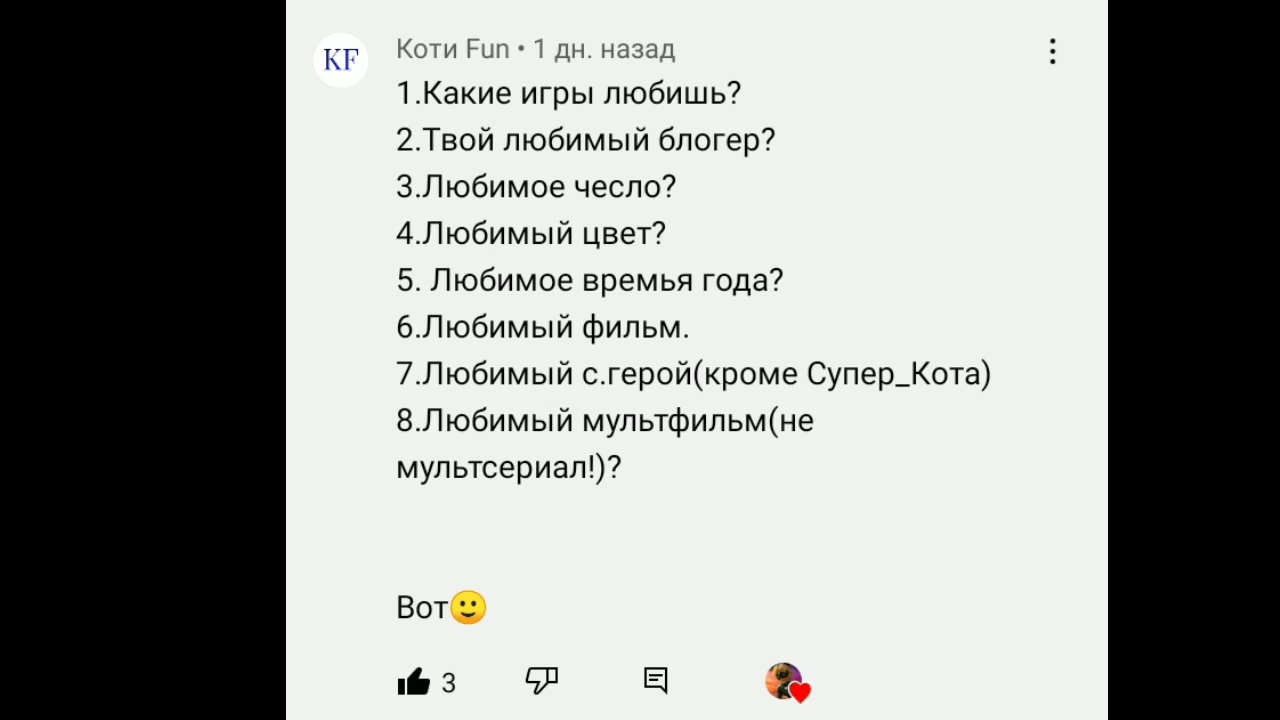 KF
Коти Fun • 1 дн. назад
1.Какие игры любишь?
2.Твой любимый блогер?
3.Любимое чесло?
4.Любимый цвет?
5. Любимое времья года?
6.Любимый фильм.
7.Любимый с.герой(кроме Супер_Кота)
8.Любимый мультфильм(не
мультсериал!)?
Вот🙂
3